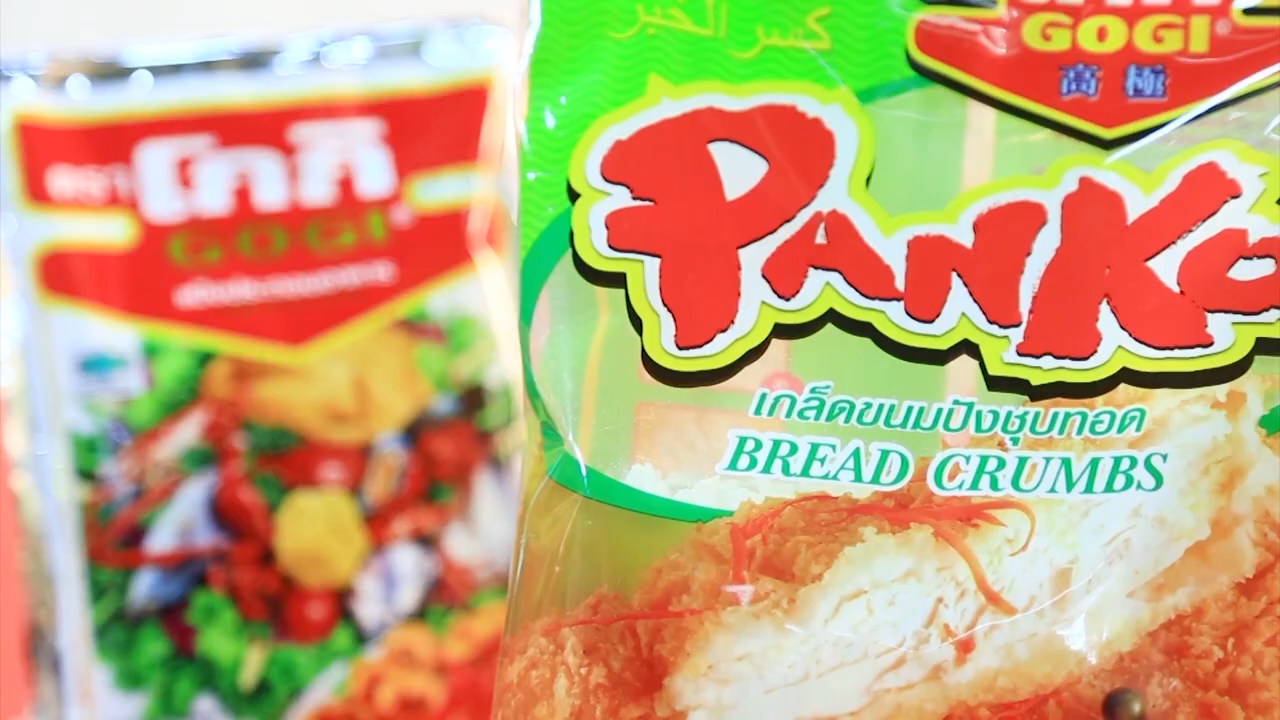 ตรา โกกิ
GOGI
كسر الخبز
GOGI
高極
PANKO
เกล็ดขนมปังชุบทอด
BREAD CRUMBS